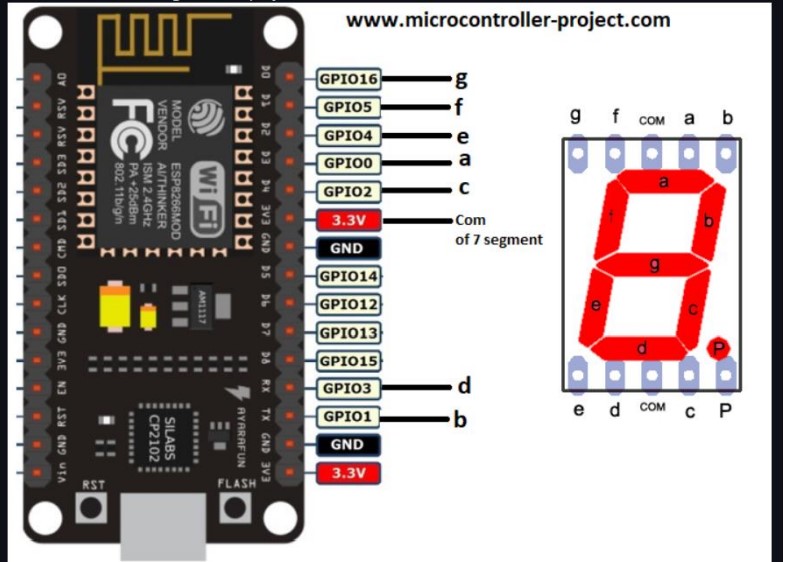 www.microcontroller-project.com
GPIO16 g
GPIO5 f
GPIO4 e
GPIO0 a
GPIO2 c
3.3V Com
of 7 segment
GND
GPIO14
GPIO12
GPIO13
GPIO15
GPIO3 d
GPIO1 b
GND
3.3V
A0
RSV
RSV
SD3
SD2
SD1
CMD
SD0
CLK
GND
3V3
EN
RST
GND
Vin
D0
D1
D2
D3
D4
3V3
GND
D5
D6
D7
D8
RX
TX
GND
3V3
MODEL ESP8266MOD
VENDOR AI/THINKER
ISM 2.4GHz
PA +25dBm
802.11b/g/n
FC
Wi Fi
AM1117
SILABS
CP2102
AYARAFUN
RST
FLASH
g f COM a b
a
f
b
g
e
c
d
P
e d COM c P